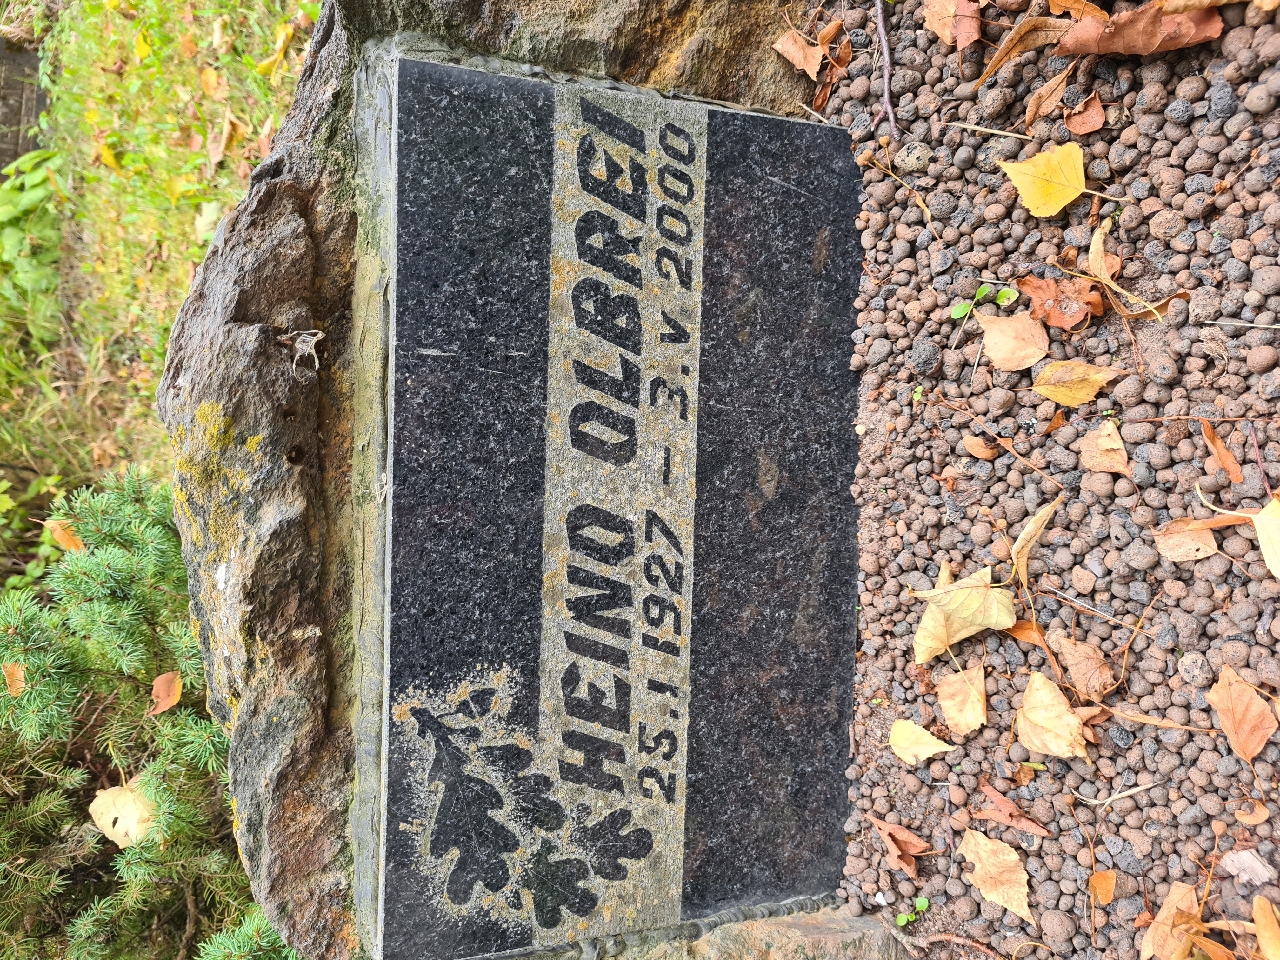 HEINO OLBREI
25. I 1927 – 3. V 2000